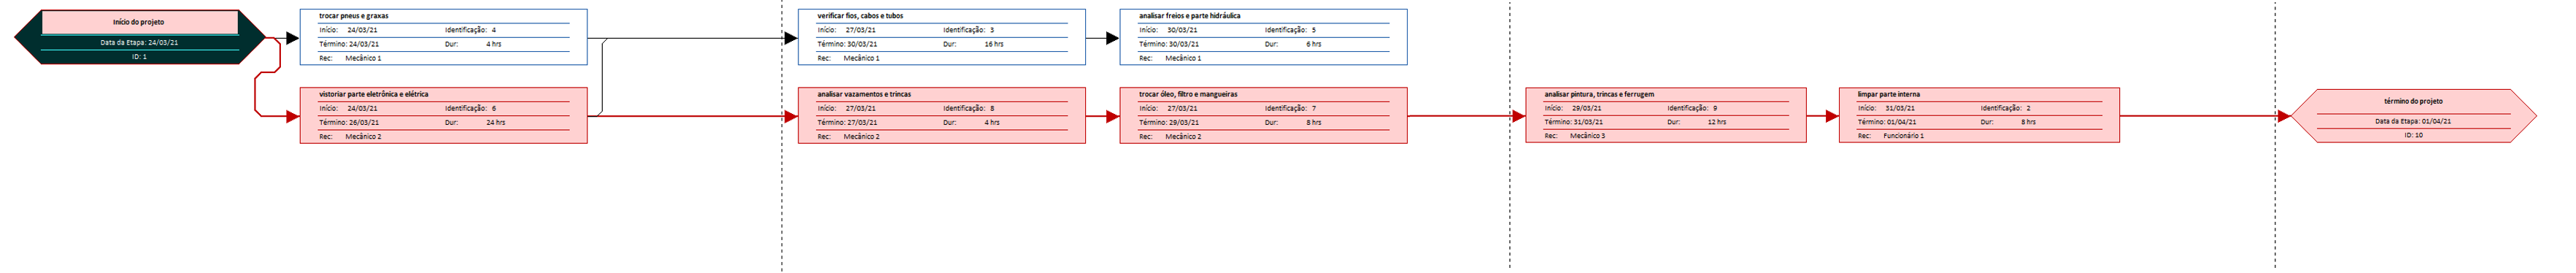 Início do projeto
Data da Etapa: 24/03/21
ID: 1
trocar pneus e graxas
Início: 24/03/21 Identificação: 4
Término: 24/03/21 Dur: 4 hrs
Rec: Mecânico 1
vistoriar parte eletrônica e elétrica
Início: 24/03/21 Identificação: 6
Término: 26/03/21 Dur: 24 hrs
Rec: Mecânico 2
verificar fios, cabos e tubos
Início: 27/03/21 Identificação: 3
Término: 30/03/21 Dur: 16 hrs
Rec: Mecânico 1
analisar vazamentos e trincas
Início: 27/03/21 Identificação: 8
Término: 27/03/21 Dur: 4 hrs
Rec: Mecânico 2
analisar freios e parte hidráulica
Início: 30/03/21 Identificação: 5
Término: 30/03/21 Dur: 6 hrs
Rec: Mecânico 1
trocar óleo, filtro e mangueiras
Início: 27/03/21 Identificação: 7
Término: 29/03/21 Dur: 8 hrs
Rec: Mecânico 2
analisar pintura, trincas e ferrugem
Início: 29/03/21 Identificação: 9
Término: 31/03/21 Dur: 12 hrs
Rec: Mecânico 3
limpar parte interna
Início: 31/03/21 Identificação: 2
Término: 01/04/21 Dur: 8 hrs
Rec: Funcionário 1
término do projeto
Data da Etapa: 01/04/21
ID: 10